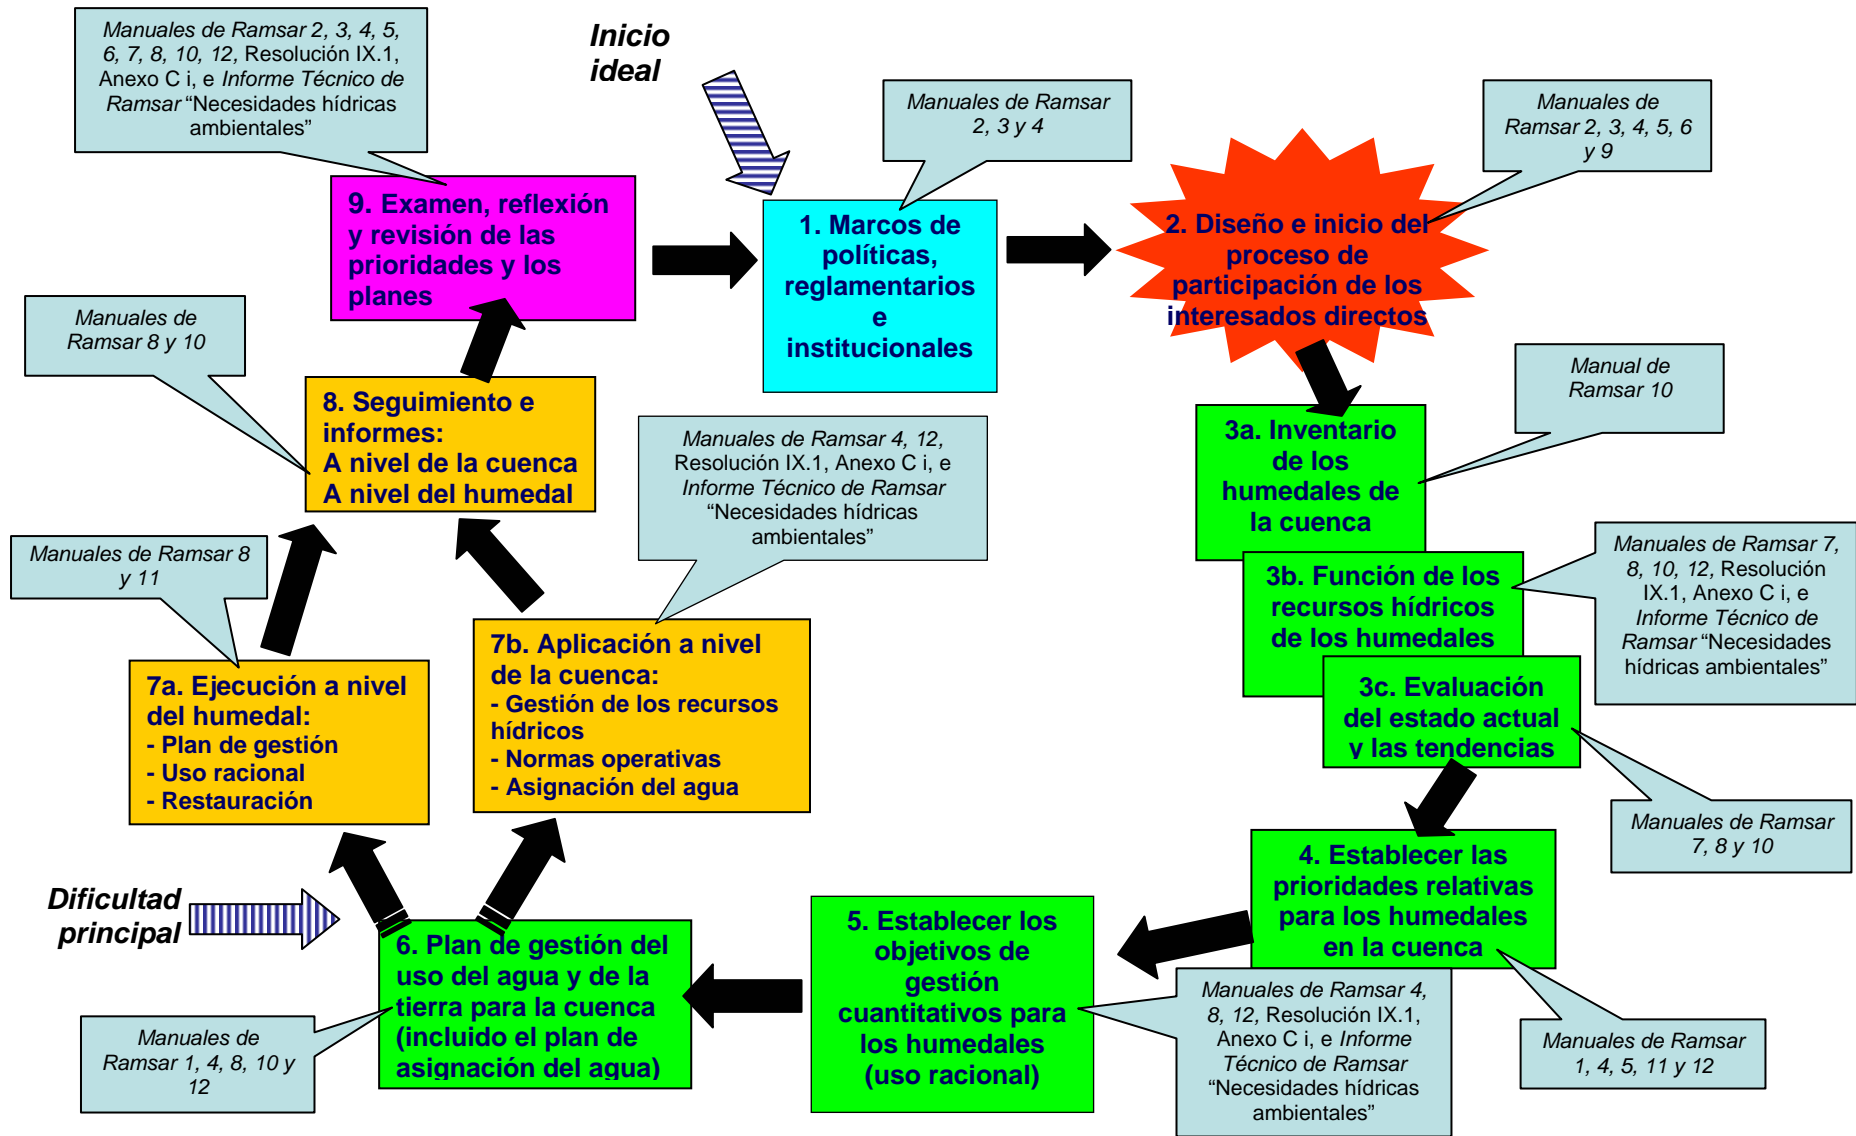 Manuales de Ramsar 2, 3, 4, 5,
6, 7, 8, 10, 12, Resolución IX.1,
Anexo C i, e Informe Técnico de
Ramsar “Necesidades hídricas
ambientales”
Inicio
ideal
Manuales de Ramsar
2, 3 y 4
Manuales de
Ramsar 2, 3, 4, 5, 6
y 9
9. Examen, reflexión
y revisión de las
prioridades y los
planes
1. Marcos de
políticas,
reglamentarios
e
institucionales
2. Diseño e inicio del
proceso de
participación de los
interesados directos
Manuales de
Ramsar 8 y 10
Manual de
Ramsar 10
8. Seguimiento e
informes:
A nivel de la cuenca
A nivel del humedal
Manuales de Ramsar 4, 12,
Resolución IX.1, Anexo C i, e
Informe Técnico de Ramsar
“Necesidades hídricas
ambientales”
3a. Inventario
de los
humedales de
la cuenca
Manuales de Ramsar 8
y 11
3b. Función de los
recursos hídricos
de los humedales
Manuales de Ramsar 7,
8, 10, 12, Resolución
IX.1, Anexo C i, e
Informe Técnico de
Ramsar “Necesidades
hídricas ambientales”
7a. Ejecución a nivel
del humedal:
- Plan de gestión
- Uso racional
- Restauración
7b. Aplicación a nivel
de la cuenca:
- Gestión de los recursos
hídricos
- Normas operativas
- Asignación del agua
3c. Evaluación
del estado actual
y las tendencias
Manuales de Ramsar
7, 8 y 10
4. Establecer las
prioridades relativas
para los humedales
en la cuenca
Dificultad
principal
6. Plan de gestión del
uso del agua y de la
tierra para la cuenca
(incluido el plan de
asignación del agua)
5. Establecer los
objetivos de
gestión
cuantitativos para
los humedales
(uso racional)
Manuales de Ramsar 4,
8, 12, Resolución IX.1,
Anexo C i, e Informe
Técnico de Ramsar
“Necesidades hídricas
ambientales”
Manuales de Ramsar
1, 4, 5, 11 y 12
Manuales de
Ramsar 1, 4, 8, 10 y
12